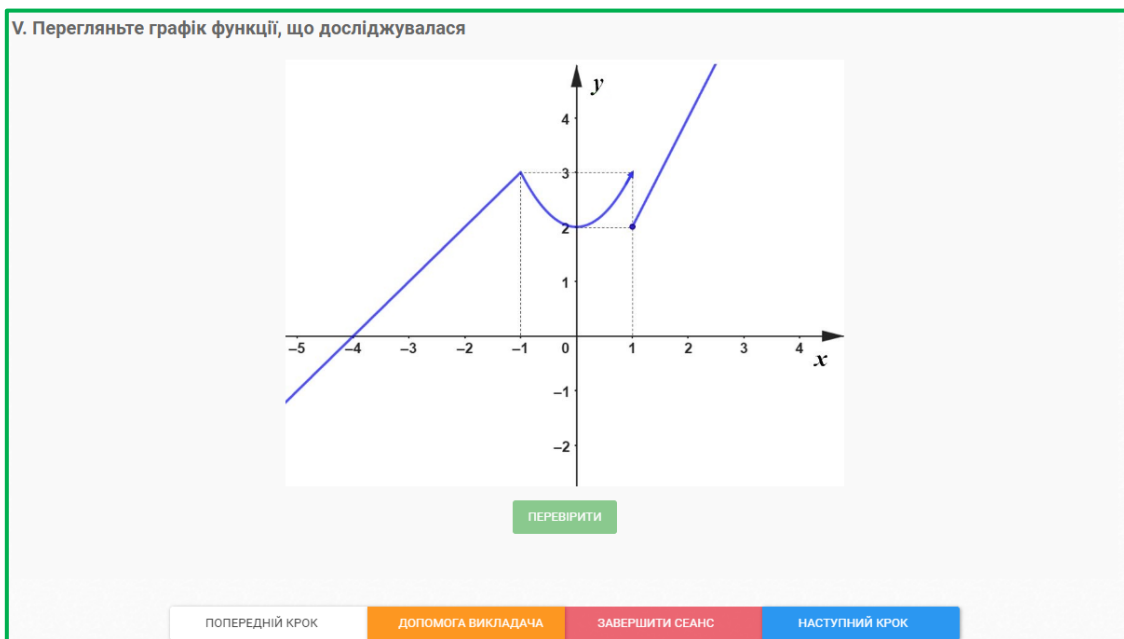 V. Перегляньте графік функції, що досліджувалася
y
4
3
2
1
–5 –4 –3 –2 –1 0 1 2 3 4
x
–1
–2
ПЕРЕВІРИТИ
ПОПЕРЕДНІЙ КРОК ДОПОМОГА ВИКЛАДАЧА ЗАВЕРШИТИ СЕАНС НАСТУПНИЙ КРОК